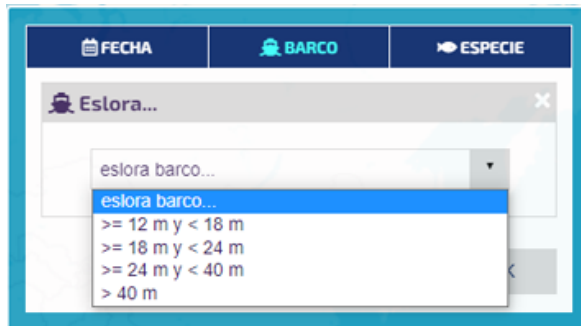 FECHA BARCO ESPECIE
Eslora...
eslora barco...
eslora barco...
>= 12 m y < 18 m
>= 18 m y < 24 m
>= 24 m y < 40 m
> 40 m